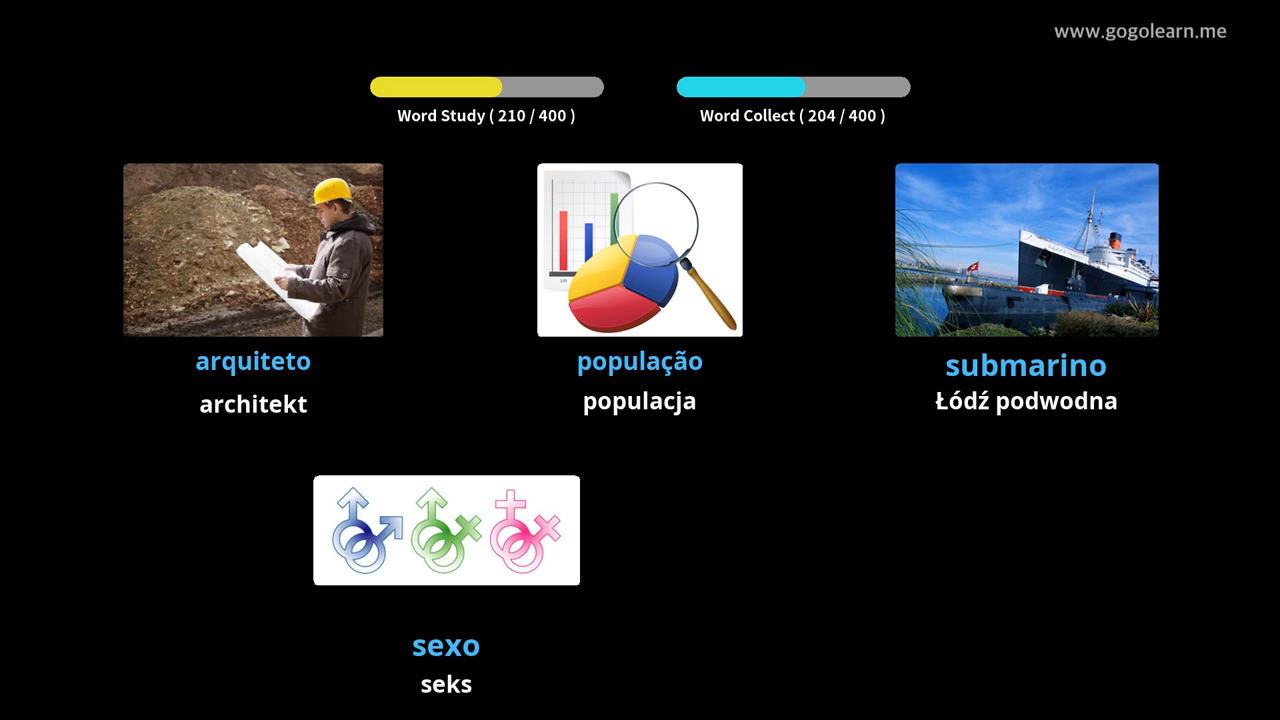 www.gogolearn.me
Word Study ( 210 / 400 )
Word Collect ( 204 / 400 )
arquiteto
architekt
população
populacja
submarino
Łódź podwodna
sexo
seks